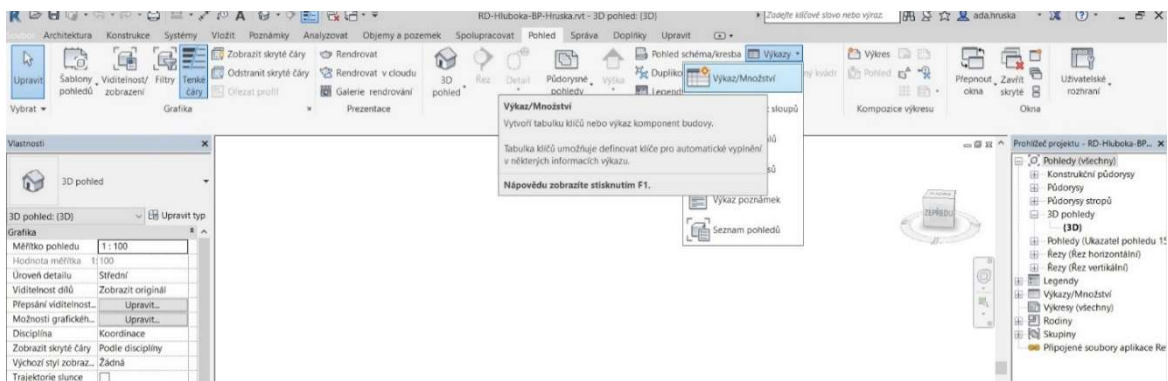 RD-Hluboka-BP-Hruska.rvt - 3D pohled: {3D}
Zadejte klíčové slovo nebo výraz.
ada.hruska
Architektura Konstrukce Systémy Vložit Poznámky Analyzovat Objemy a pozemek Spolupracovat Pohled Správa Doplňky Upravit
Upravit
Šablony pohledů
Viditelnost/ zobrazení
Filtry
Tenké čáry
Zobrazit skryté čáry
Odstranit skryté čáry
Ořezat profil
Rendrovat
Rendrovat v cloudu
Galerie rendrování
3D pohled
Řez
Detail
Půdorysné pohledy
Výška
Pohled schéma/kresba
Výkazy
Výkres
Pohled
Přepnout okna
Zavřít skryté
Uživatelské rozhraní
Vybrat
Grafika
Prezentace
Kompozice výkresu
Okna
Výkaz/Množství
Výkaz/Množství
Vytvoří tabulku klíčů nebo výkaz komponent budovy.
Tabulka klíčů umožňuje definovat klíče pro automatické vyplnění
v některých informacích výkazu.
Nápovědu zobrazíte stisknutím F1.
sloupů
Výkaz poznámek
Seznam pohledů
Vlastnosti
3D pohled
3D pohled: {3D}
Upravit typ
Grafika
Měřítko pohledu 1 : 100
Hodnota měřítka 1: 100
Úroveň detailu Střední
Viditelnost dílů Zobrazit originál
Přepsání viditelnost... Upravit...
Možnosti grafickéh... Upravit...
Disciplína Koordinace
Zobrazit skryté čáry Podle disciplíny
Výchozí styl zobraz... Žádná
Trajektorie slunce
ZEPŘEDU
Prohlížeč projektu - RD-Hluboka-BP...
Pohledy (všechny)
Konstrukční půdorysy
Půdorysy
Půdorysy stropů
3D pohledy
{3D}
Pohledy (Ukazatel pohledu 15
Řezy (Řez horizontální)
Řezy (Řez vertikální)
Legendy
Výkazy/Množství
Výkresy (všechny)
Rodiny
Skupiny
Připojené soubory aplikace Re